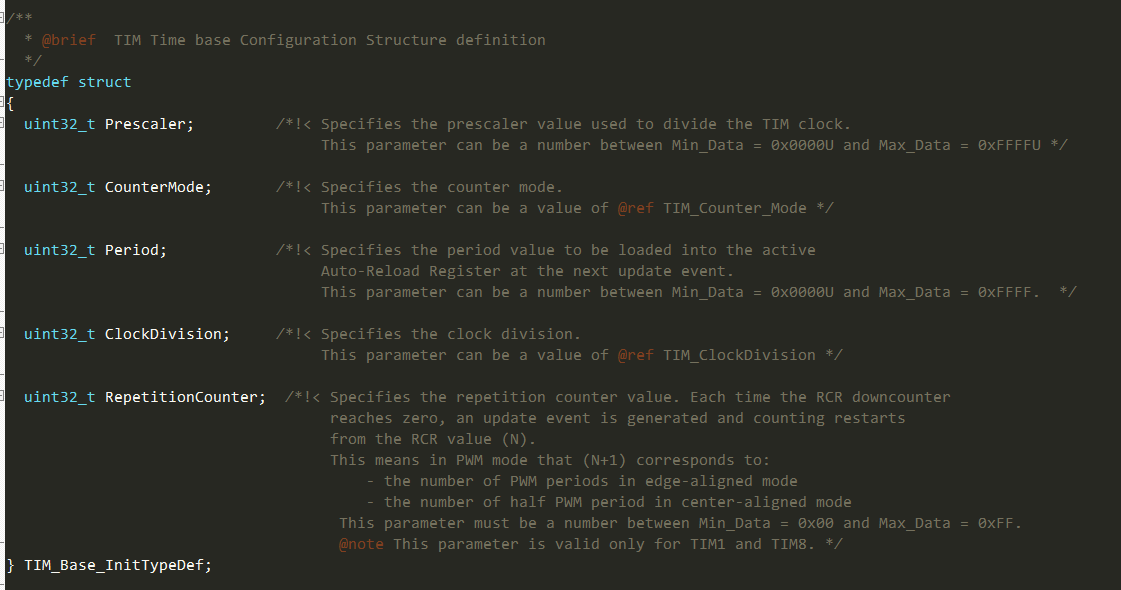 /**
  * @brief  TIM Time base Configuration Structure definition
  */
typedef struct
{
  uint32_t Prescaler;         /*!< Specifies the prescaler value used to divide the TIM clock.
                                   This parameter can be a number between Min_Data = 0x0000U and Max_Data = 0xFFFFU */
  uint32_t CounterMode;       /*!< Specifies the counter mode.
                                   This parameter can be a value of @ref TIM_Counter_Mode */
  uint32_t Period;            /*!< Specifies the period value to be loaded into the active
                                   Auto-Reload Register at the next update event.
                                   This parameter can be a number between Min_Data = 0x0000U and Max_Data = 0xFFFF.  */
  uint32_t ClockDivision;     /*!< Specifies the clock division.
                                   This parameter can be a value of @ref TIM_ClockDivision */
  uint32_t RepetitionCounter;  /*!< Specifies the repetition counter value. Each time the RCR downcounter
                                    reaches zero, an update event is generated and counting restarts
                                    from the RCR value (N).
                                    This means in PWM mode that (N+1) corresponds to:
                                        - the number of PWM periods in edge-aligned mode
                                        - the number of half PWM period in center-aligned mode
                                     This parameter must be a number between Min_Data = 0x00 and Max_Data = 0xFF.
                                     @note This parameter is valid only for TIM1 and TIM8. */
} TIM_Base_InitTypeDef;